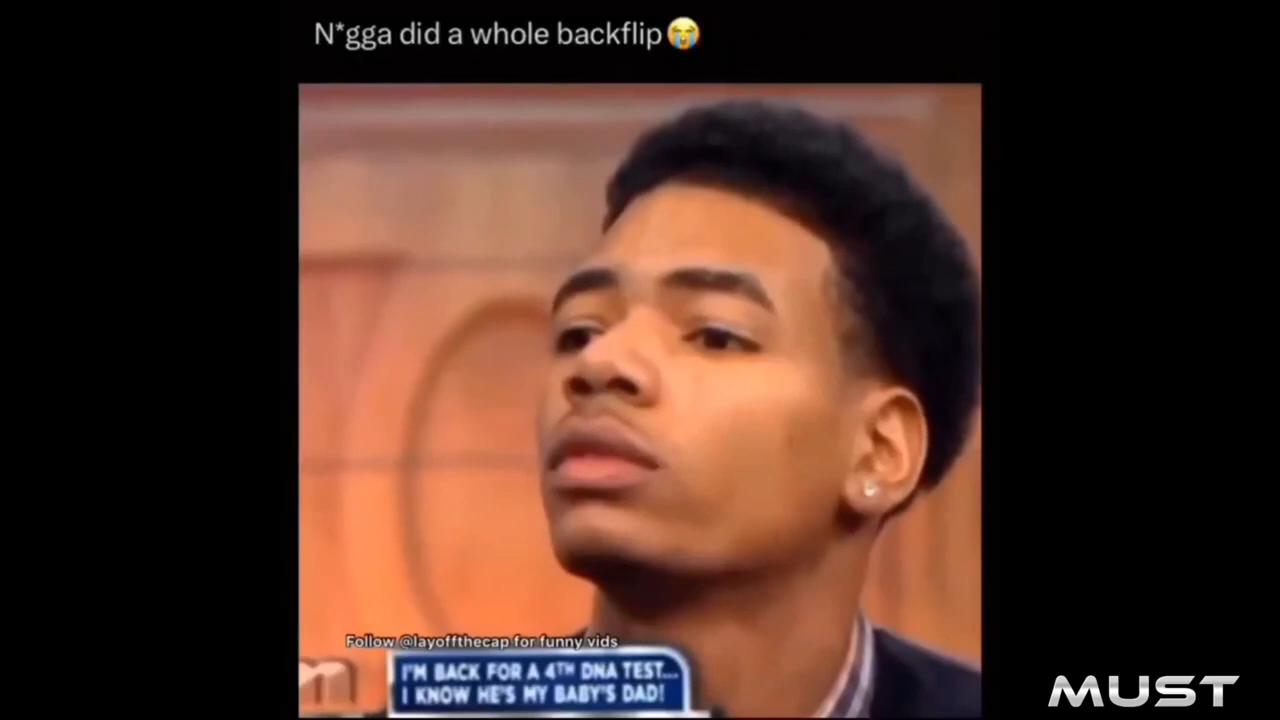 N*gga did a whole backflip😭
Follow @layoffthecap for funny vids
I'M BACK FOR A 4TH DNA TEST...
I KNOW HE'S MY BABY'S DAD!
MUST